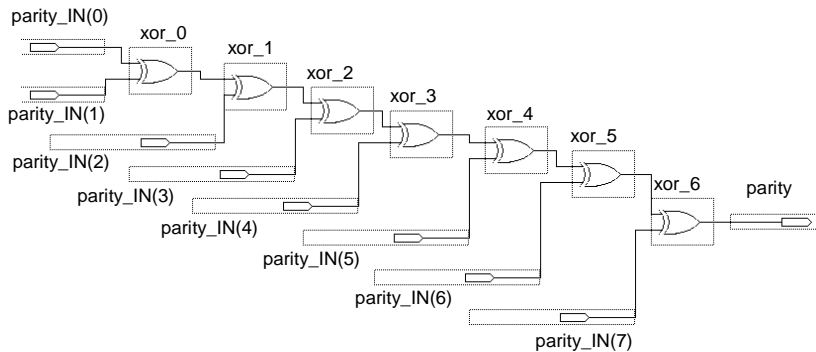 parity_IN(0)
xor_0
xor_1
xor_2
xor_3
xor_4
xor_5
xor_6
parity
parity_IN(1)
parity_IN(2)
parity_IN(3)
parity_IN(4)
parity_IN(5)
parity_IN(6)
parity_IN(7)